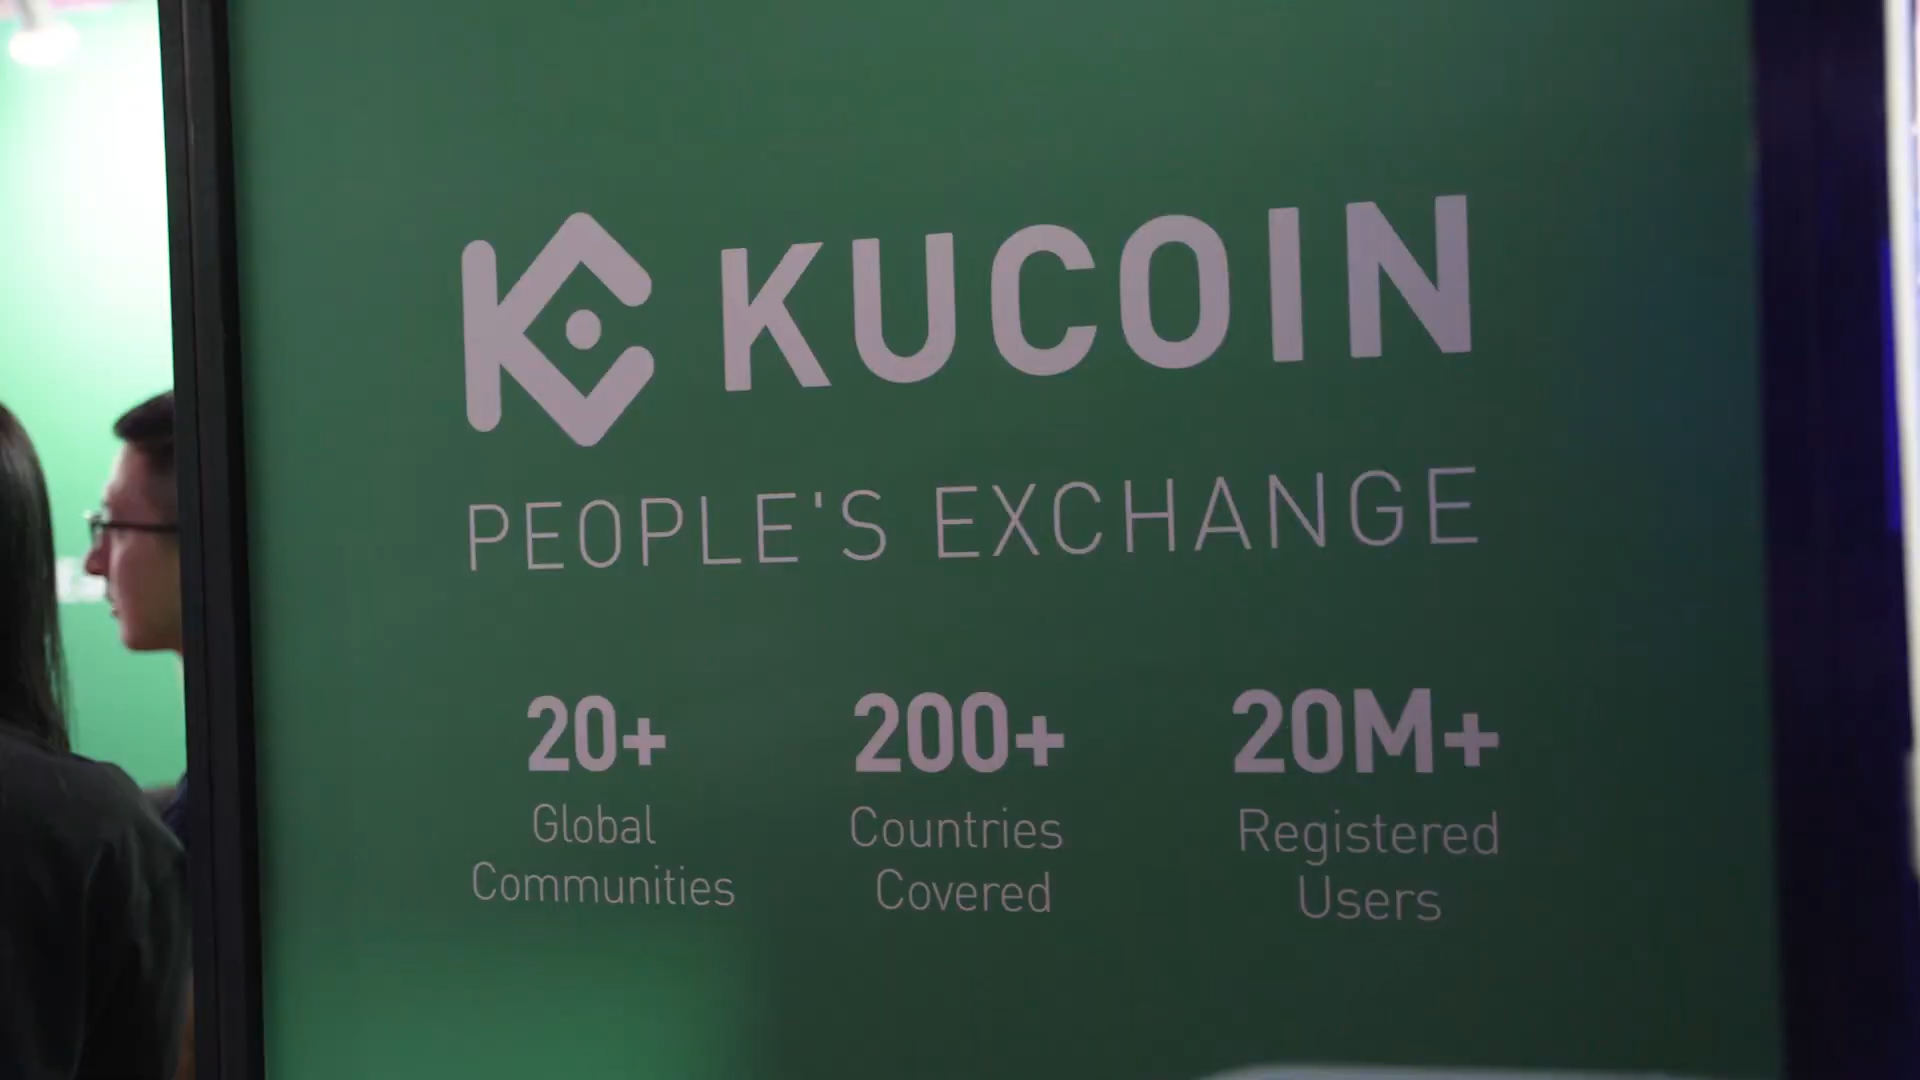 KUCOIN
PEOPLE'S EXCHANGE
20+
Global
Communities
200+
Countries
Covered
20M+
Registered
Users